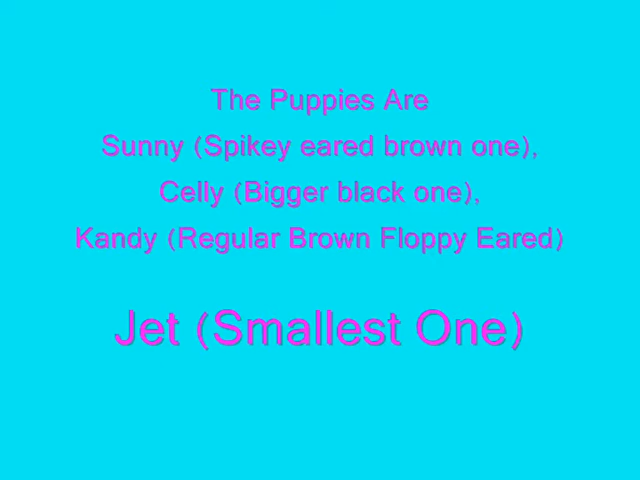 The Puppies Are
Sunny (Spikey eared brown one),
Celly (Bigger black one),
Kandy (Regular Brown Floppy Eared)
Jet (Smallest One)